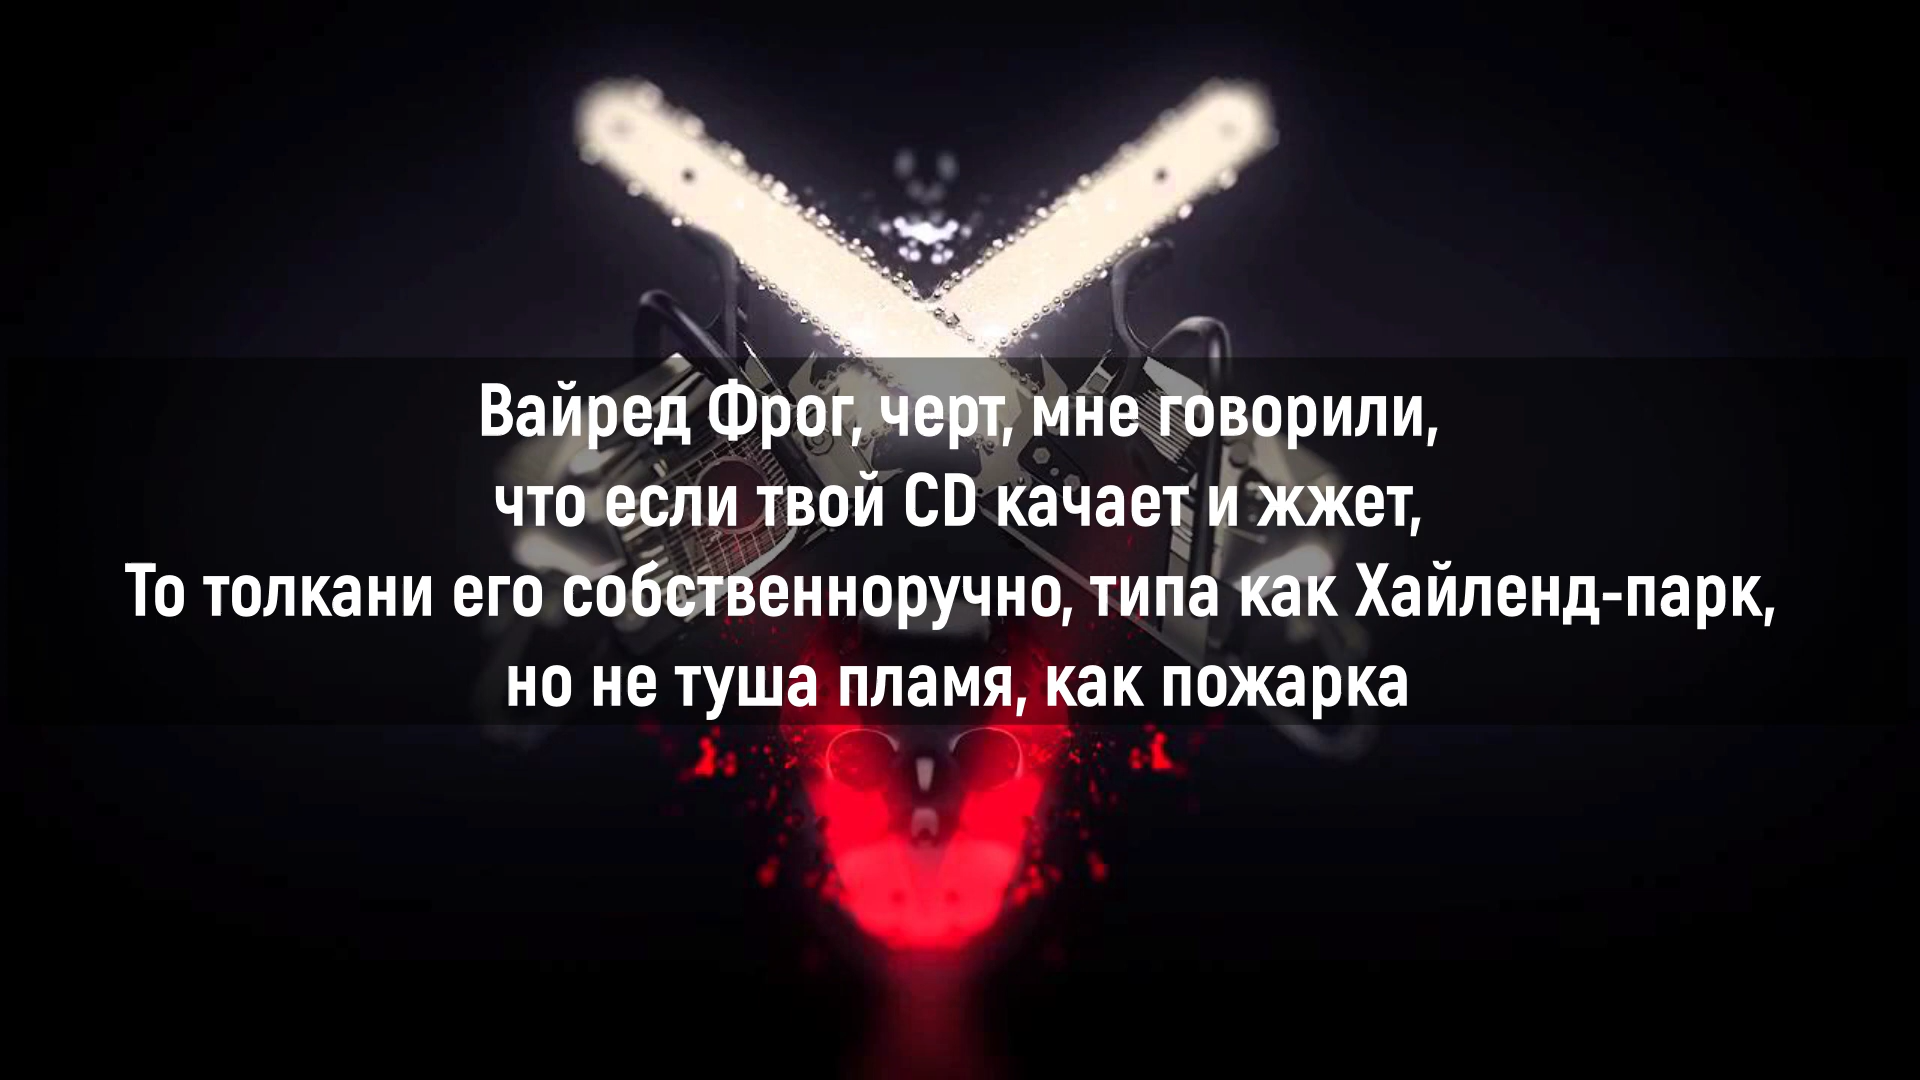 Вайред Фрог, черт, мне говорили,
что если твой CD качает и жжет,
То толкани его собственноручно, типа как Хайленд-парк,
но не туша пламя, как пожарка